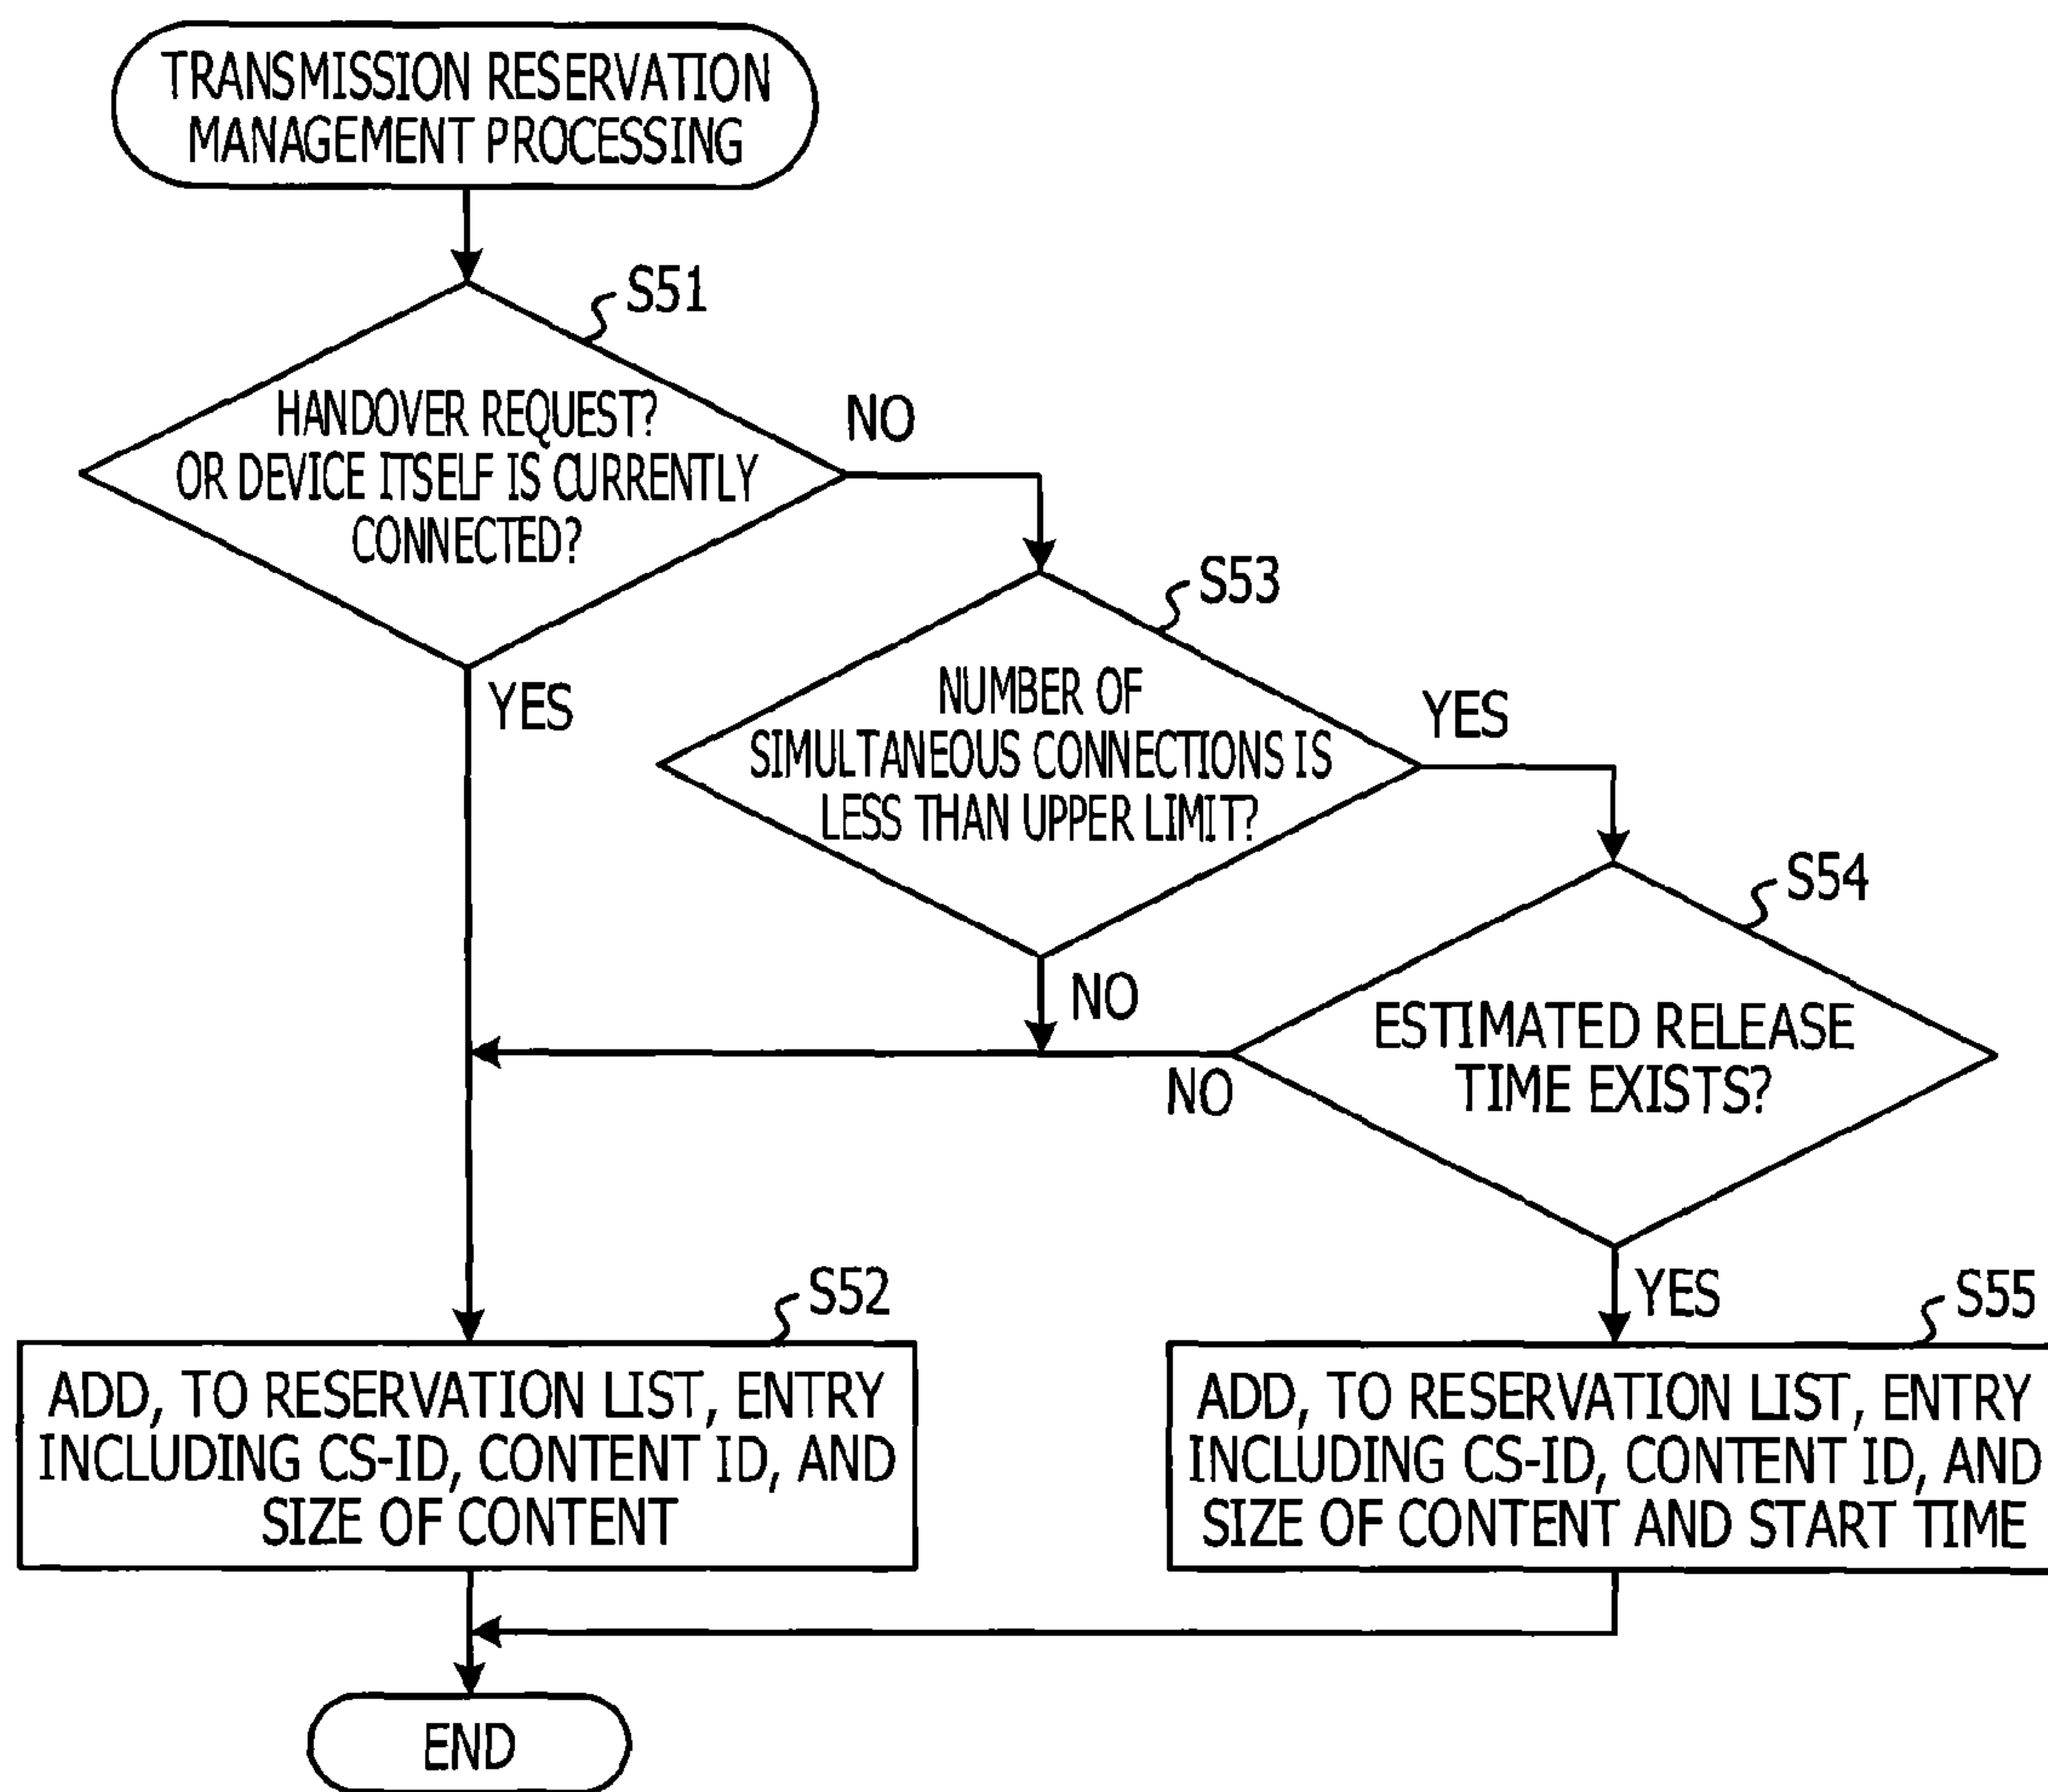 TRANSMISSION RESERVATION
MANAGEMENT PROCESSING
S51
HANDOVER REQUEST?
OR DEVICE ITSELF IS CURRENTLY
CONNECTED?
NO
YES
S53
NUMBER OF
SIMULTANEOUS CONNECTIONS IS
LESS THAN UPPER LIMIT?
YES
NO
S54
ESTIMATED RELEASE
TIME EXISTS?
NO
YES
S52
ADD, TO RESERVATION LIST, ENTRY
INCLUDING CS-ID, CONTENT ID, AND
SIZE OF CONTENT
S55
ADD, TO RESERVATION LIST, ENTRY
INCLUDING CS-ID, CONTENT ID, AND
SIZE OF CONTENT AND START TIME
END